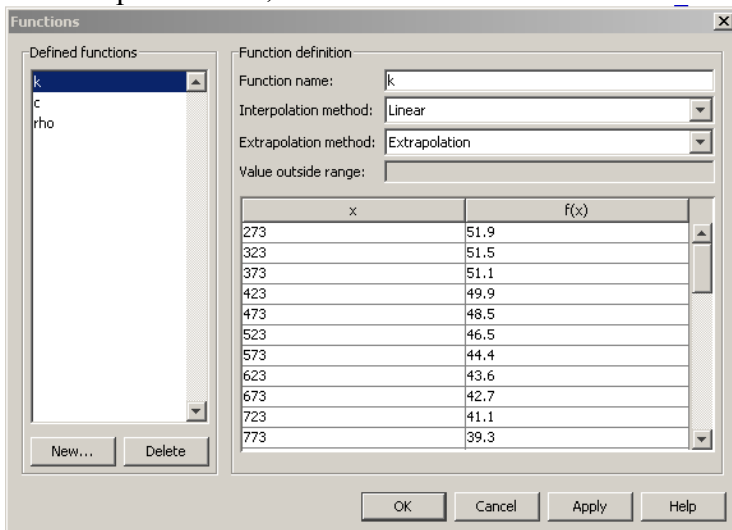 Functions
Defined functions
k
c
rho
New...
Delete
Function definition
Function name: k
Interpolation method: Linear
Extrapolation method: Extrapolation
Value outside range:
x f(x)
273 51.9
323 51.5
373 51.1
423 49.9
473 48.5
523 46.5
573 44.4
623 43.6
673 42.7
723 41.1
773 39.3
OK Cancel Apply Help